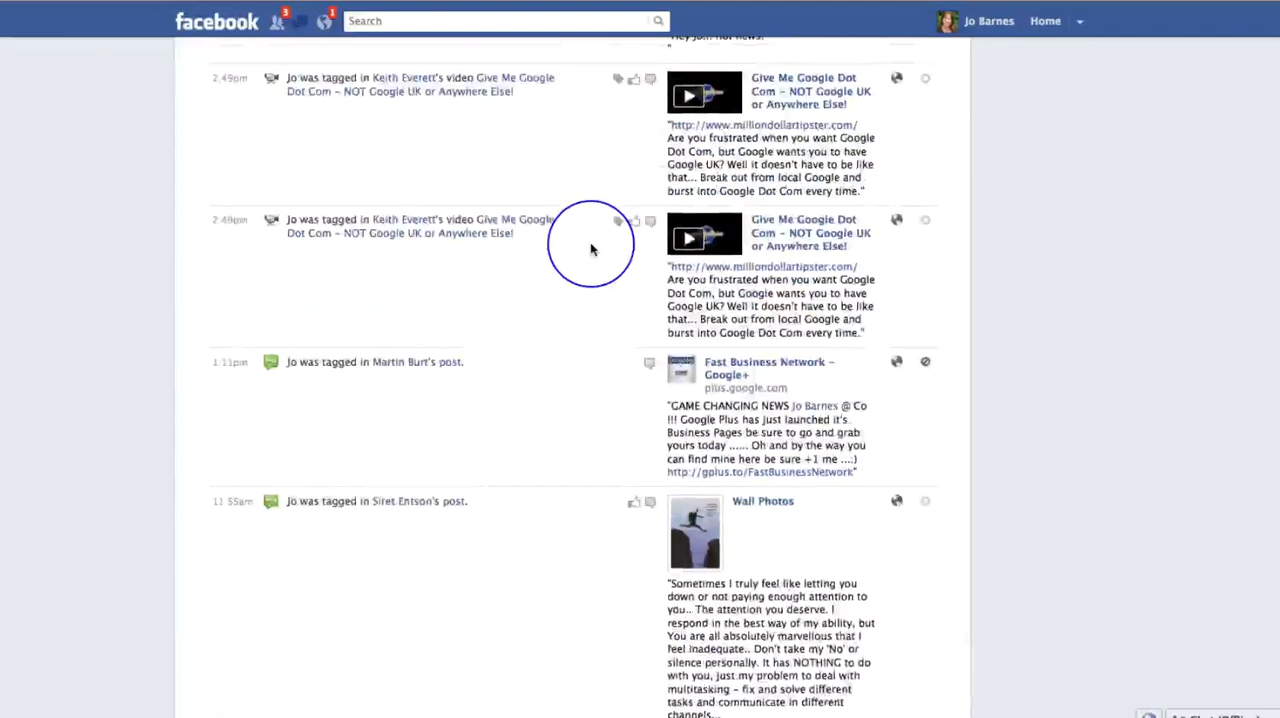 facebook 3 1 Search Jo Barnes Home
"Hey Jo... hot news!
"
2:49pm Jo was tagged in Keith Everett's video Give Me Google
Dot Com – NOT Google UK or Anywhere Else!
Give Me Google Dot
Com – NOT Google UK
or Anywhere Else!
"http://www.milliondollartipster.com/
Are you frustrated when you want Google
Dot Com, but Google wants you to have
Google UK? Well it doesn't have to be like
that... Break out from local Google and
burst into Google Dot Com every time."
2:49pm Jo was tagged in Keith Everett's video Give Me Google
Dot Com – NOT Google UK or Anywhere Else!
Give Me Google Dot
Com – NOT Google UK
or Anywhere Else!
"http://www.milliondollartipster.com/
Are you frustrated when you want Google
Dot Com, but Google wants you to have
Google UK? Well it doesn't have to be like
that... Break out from local Google and
burst into Google Dot Com every time."
1:11pm Jo was tagged in Martin Burt's post.
Fast Business Network –
Google+
plus.google.com
"GAME CHANGING NEWS Jo Barnes @ Co
!!! Google Plus has just launched it's
Business Pages be sure to go and grab
yours today ...... Oh and by the way you
can find mine here be sure +1 me ...:)
http://gplus.to/FastBusinessNetwork"
11:55am Jo was tagged in Siret Entson's post.
Wall Photos
"Sometimes I truly feel like letting you
down or not paying enough attention to
you.. The attention you deserve. I
respond in the best way of my ability, but
You are all absolutely marvellous that I
feel inadequate.. Don't take my 'No' or
silence personally. It has NOTHING to do
with you, just my problem to deal with
multitasking – fix and solve different
tasks and communicate in different
channels...